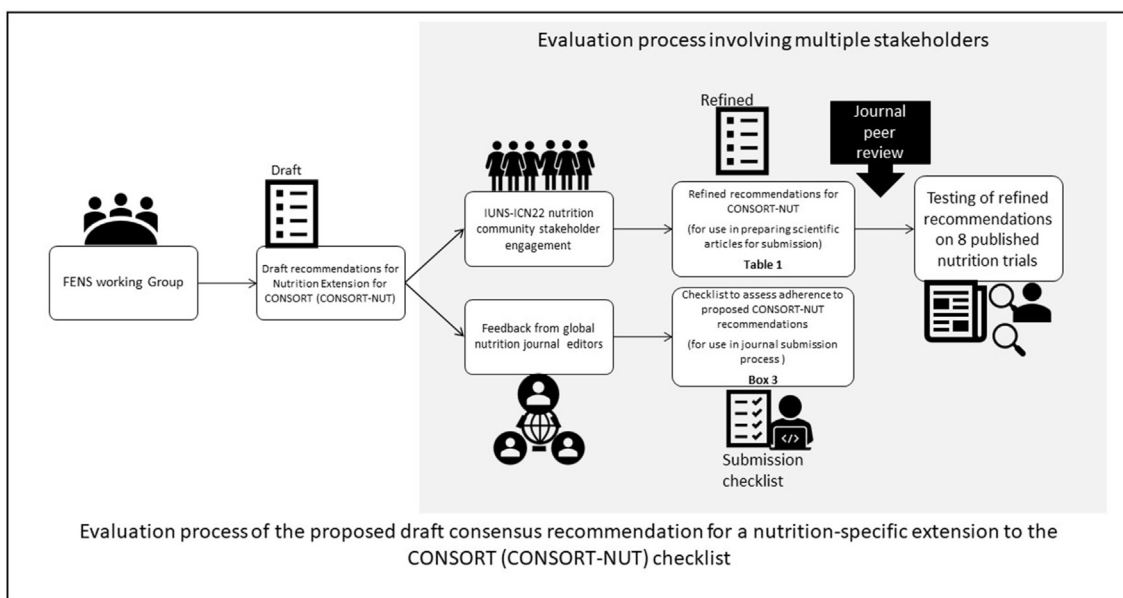 Evaluation process involving multiple stakeholders
FENS working Group
Draft
Draft recommendations for
Nutrition Extension for
CONSORT (CONSORT-NUT)
IUNS-ICN22 nutrition
community stakeholder
engagement
Feedback from global
nutrition journal editors
Refined
Refined recommendations for
CONSORT-NUT
(for use in preparing scientific
articles for submission)
Table 1
Checklist to assess adherence to
proposed CONSORT-NUT
recommendations
(for use in journal submission
process )
Box 3
Submission
checklist
Journal
peer
review
Testing of refined
recommendations
on 8 published
nutrition trials
Evaluation process of the proposed draft consensus recommendation for a nutrition-specific extension to the
CONSORT (CONSORT-NUT) checklist